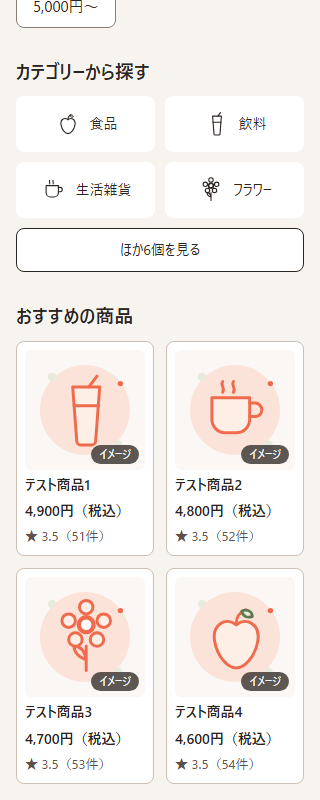 5,000円～
カテゴリーから探す
食品
飲料
生活雑貨
フラワー
ほか6個を見る
おすすめの商品
イメージ
テスト商品1
4,900円（税込）
★ 3.5（51件）
イメージ
テスト商品2
4,800円（税込）
★ 3.5（52件）
イメージ
テスト商品3
4,700円（税込）
★ 3.5（53件）
イメージ
テスト商品4
4,600円（税込）
★ 3.5（54件）